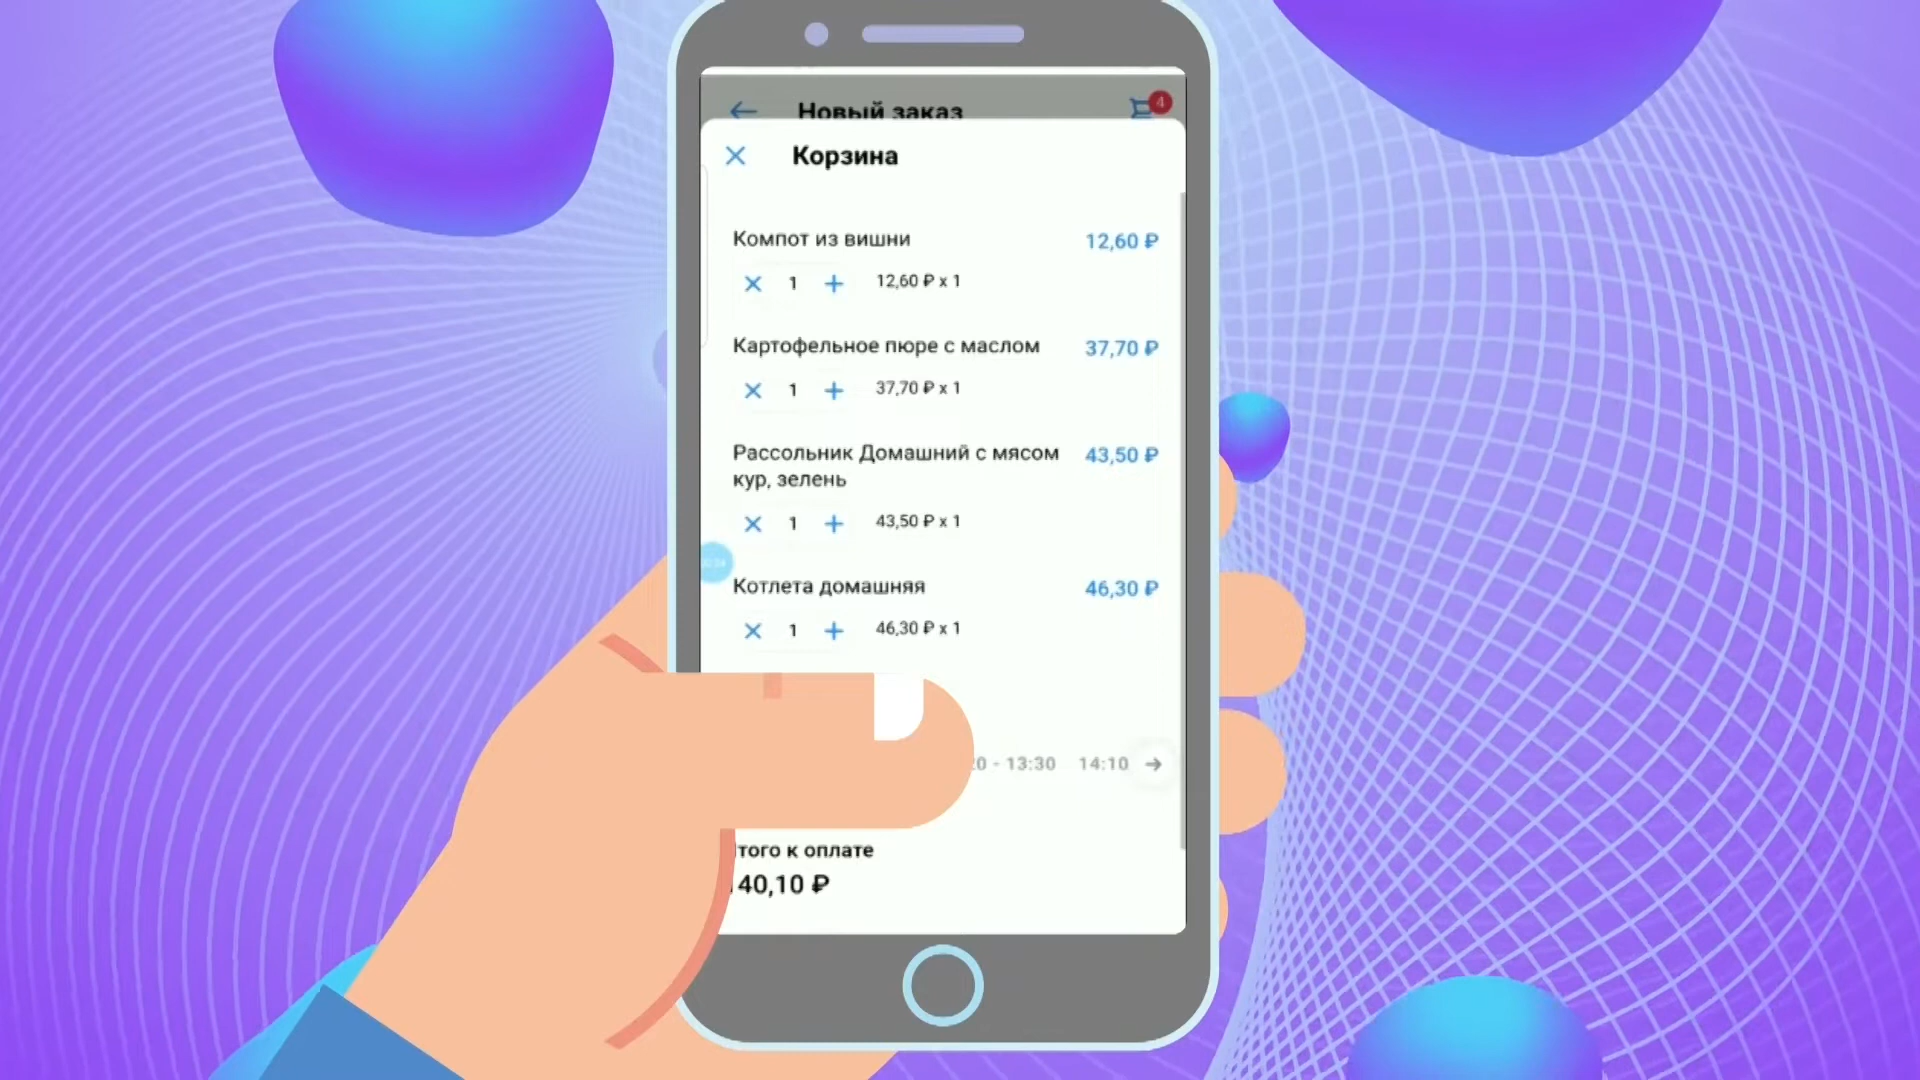 Новый заказ
4
Корзина
Компот из вишни
12,60 ₽
1
12,60 ₽ x 1
Картофельное пюре с маслом
37,70 ₽
1
37,70 ₽ x 1
Рассольник Домашний с мясом
кур, зелень
43,50 ₽
1
43,50 ₽ x 1
Котлета домашняя
46,30 ₽
1
46,30 ₽ x 1
20 - 13:30
14:10
того к оплате
40,10 ₽